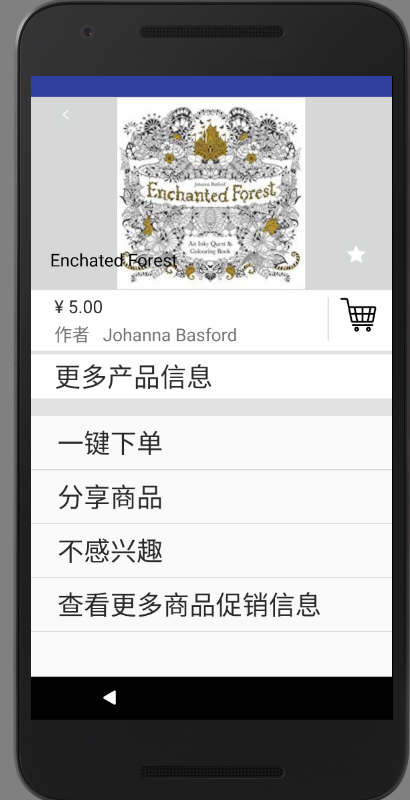 Johanna Basford
Enchanted Forest
An Inky Quest &
Colouring Book
Enchated Forest
¥ 5.00
作者 Johanna Basford
更多产品信息
一键下单
分享商品
不感兴趣
查看更多商品促销信息